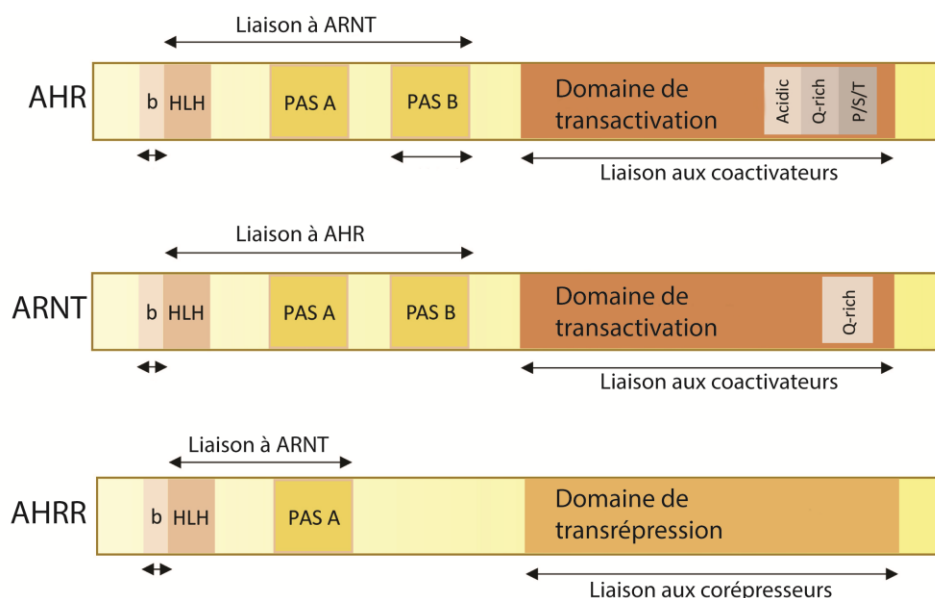 Liaison à ARNT
AHR
b
HLH
PAS A
PAS B
Domaine de
transactivation
Acidic
Q-rich
P/S/T
Liaison aux coactivateurs
Liaison à AHR
ARNT
b
HLH
PAS A
PAS B
Domaine de
transactivation
Q-rich
Liaison aux coactivateurs
Liaison à ARNT
AHRR
b
HLH
PAS A
Domaine de
transrépression
Liaison aux corépresseurs